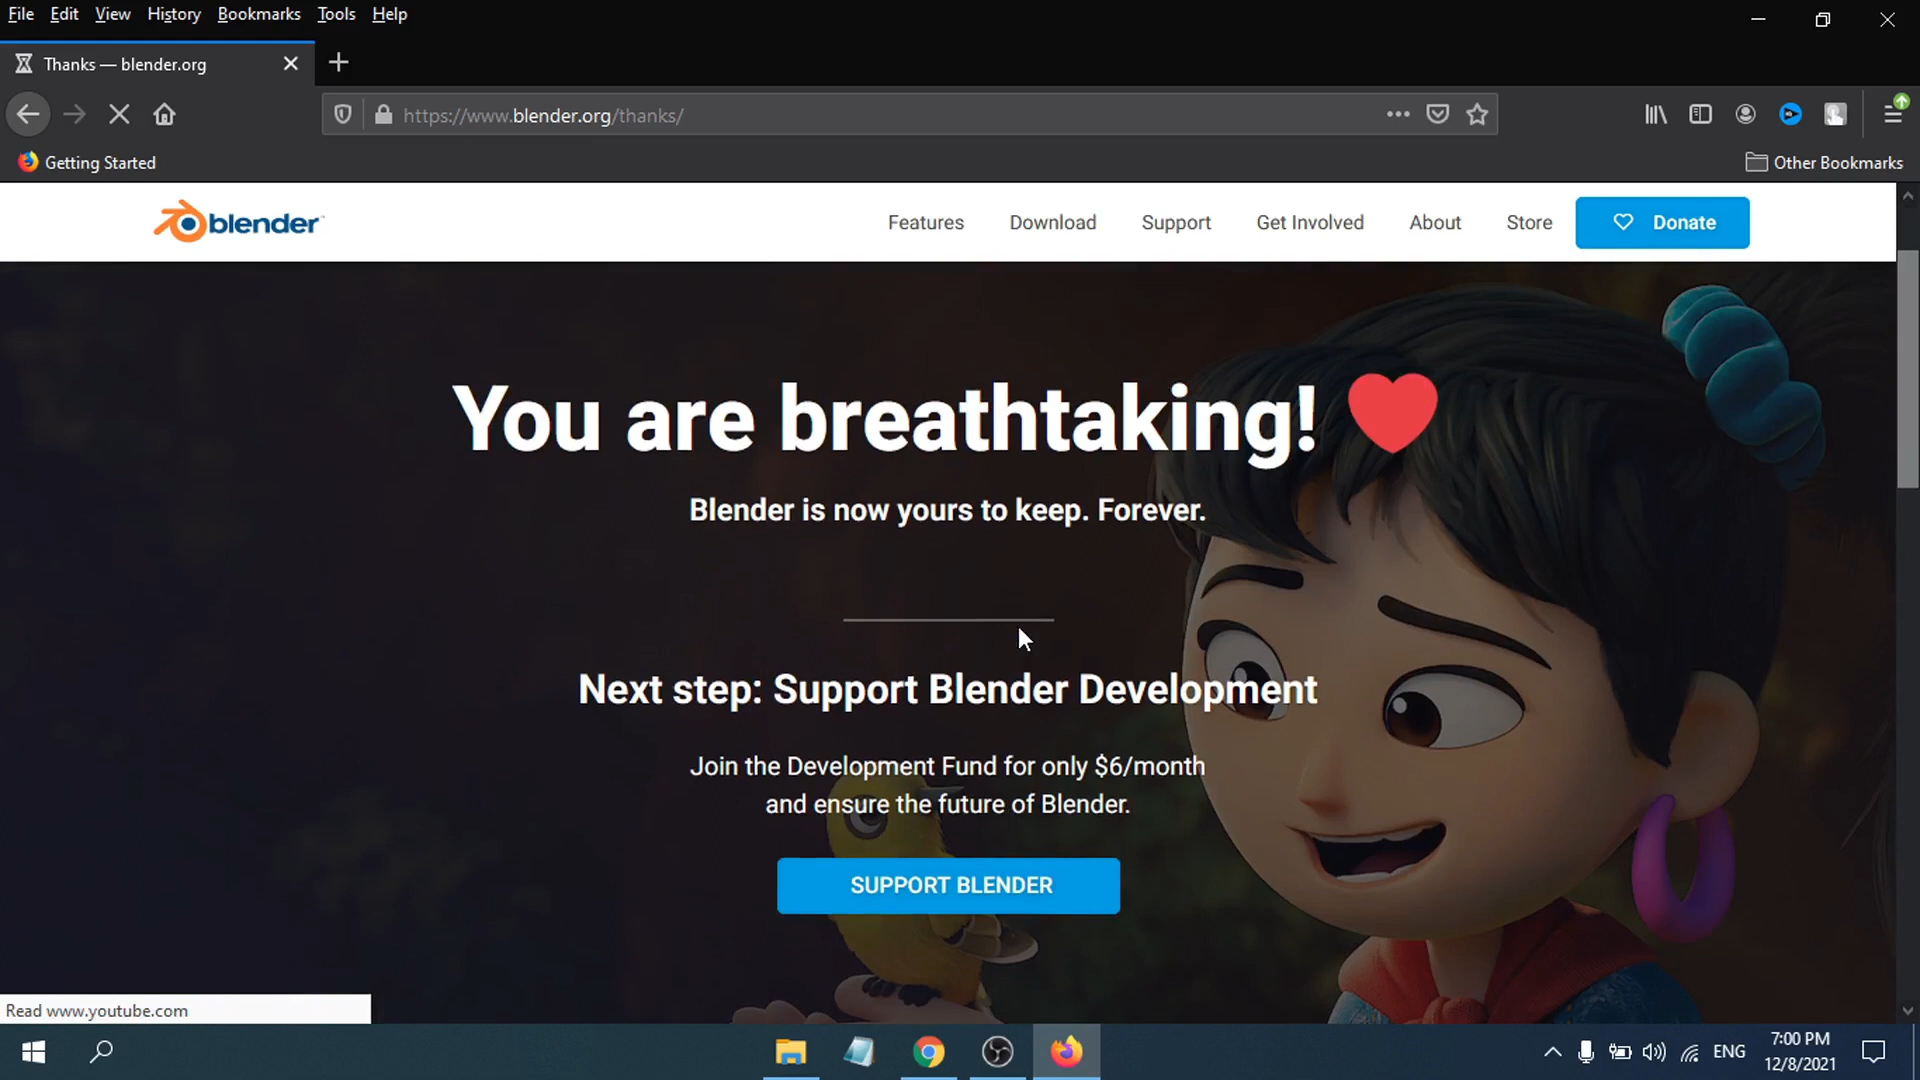 File Edit View History Bookmarks Tools Help
Thanks — blender.org
https://www.blender.org/thanks/
Getting Started
Other Bookmarks
blender
Features Download Support Get Involved About Store Donate
You are breathtaking!
Blender is now yours to keep. Forever.
Next step: Support Blender Development
Join the Development Fund for only $6/month
and ensure the future of Blender.
SUPPORT BLENDER
Read www.youtube.com
ENG
7:00 PM
12/8/2021